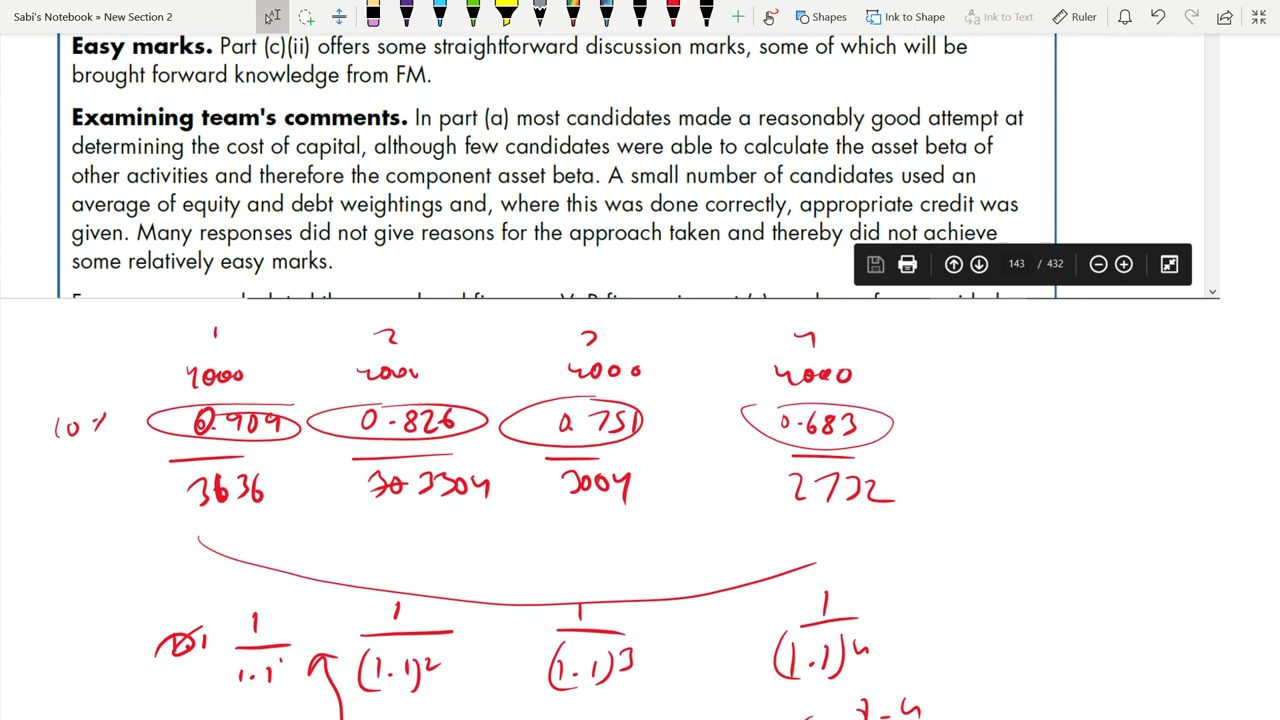 Sabi's Notebook » New Section 2
Shapes
Ink to Shape
Ink to Text
Ruler
Easy marks. Part (c)(ii) offers some straightforward discussion marks, some of which will be
brought forward knowledge from FM.
Examining team's comments. In part (a) most candidates made a reasonably good attempt at
determining the cost of capital, although few candidates were able to calculate the asset beta of
other activities and therefore the component asset beta. A small number of candidates used an
average of equity and debt weightings and, where this was done correctly, appropriate credit was
given. Many responses did not give reasons for the approach taken and thereby did not achieve
some relatively easy marks.
143 / 432
1 2 3 4
4000 4000 4000 4000
10% 0.909 0.826 0.751 0.683
3636 3304 3004 2732
1 1 1 1
1.1¹ (1.1)² (1.1)³ (1.1)⁴